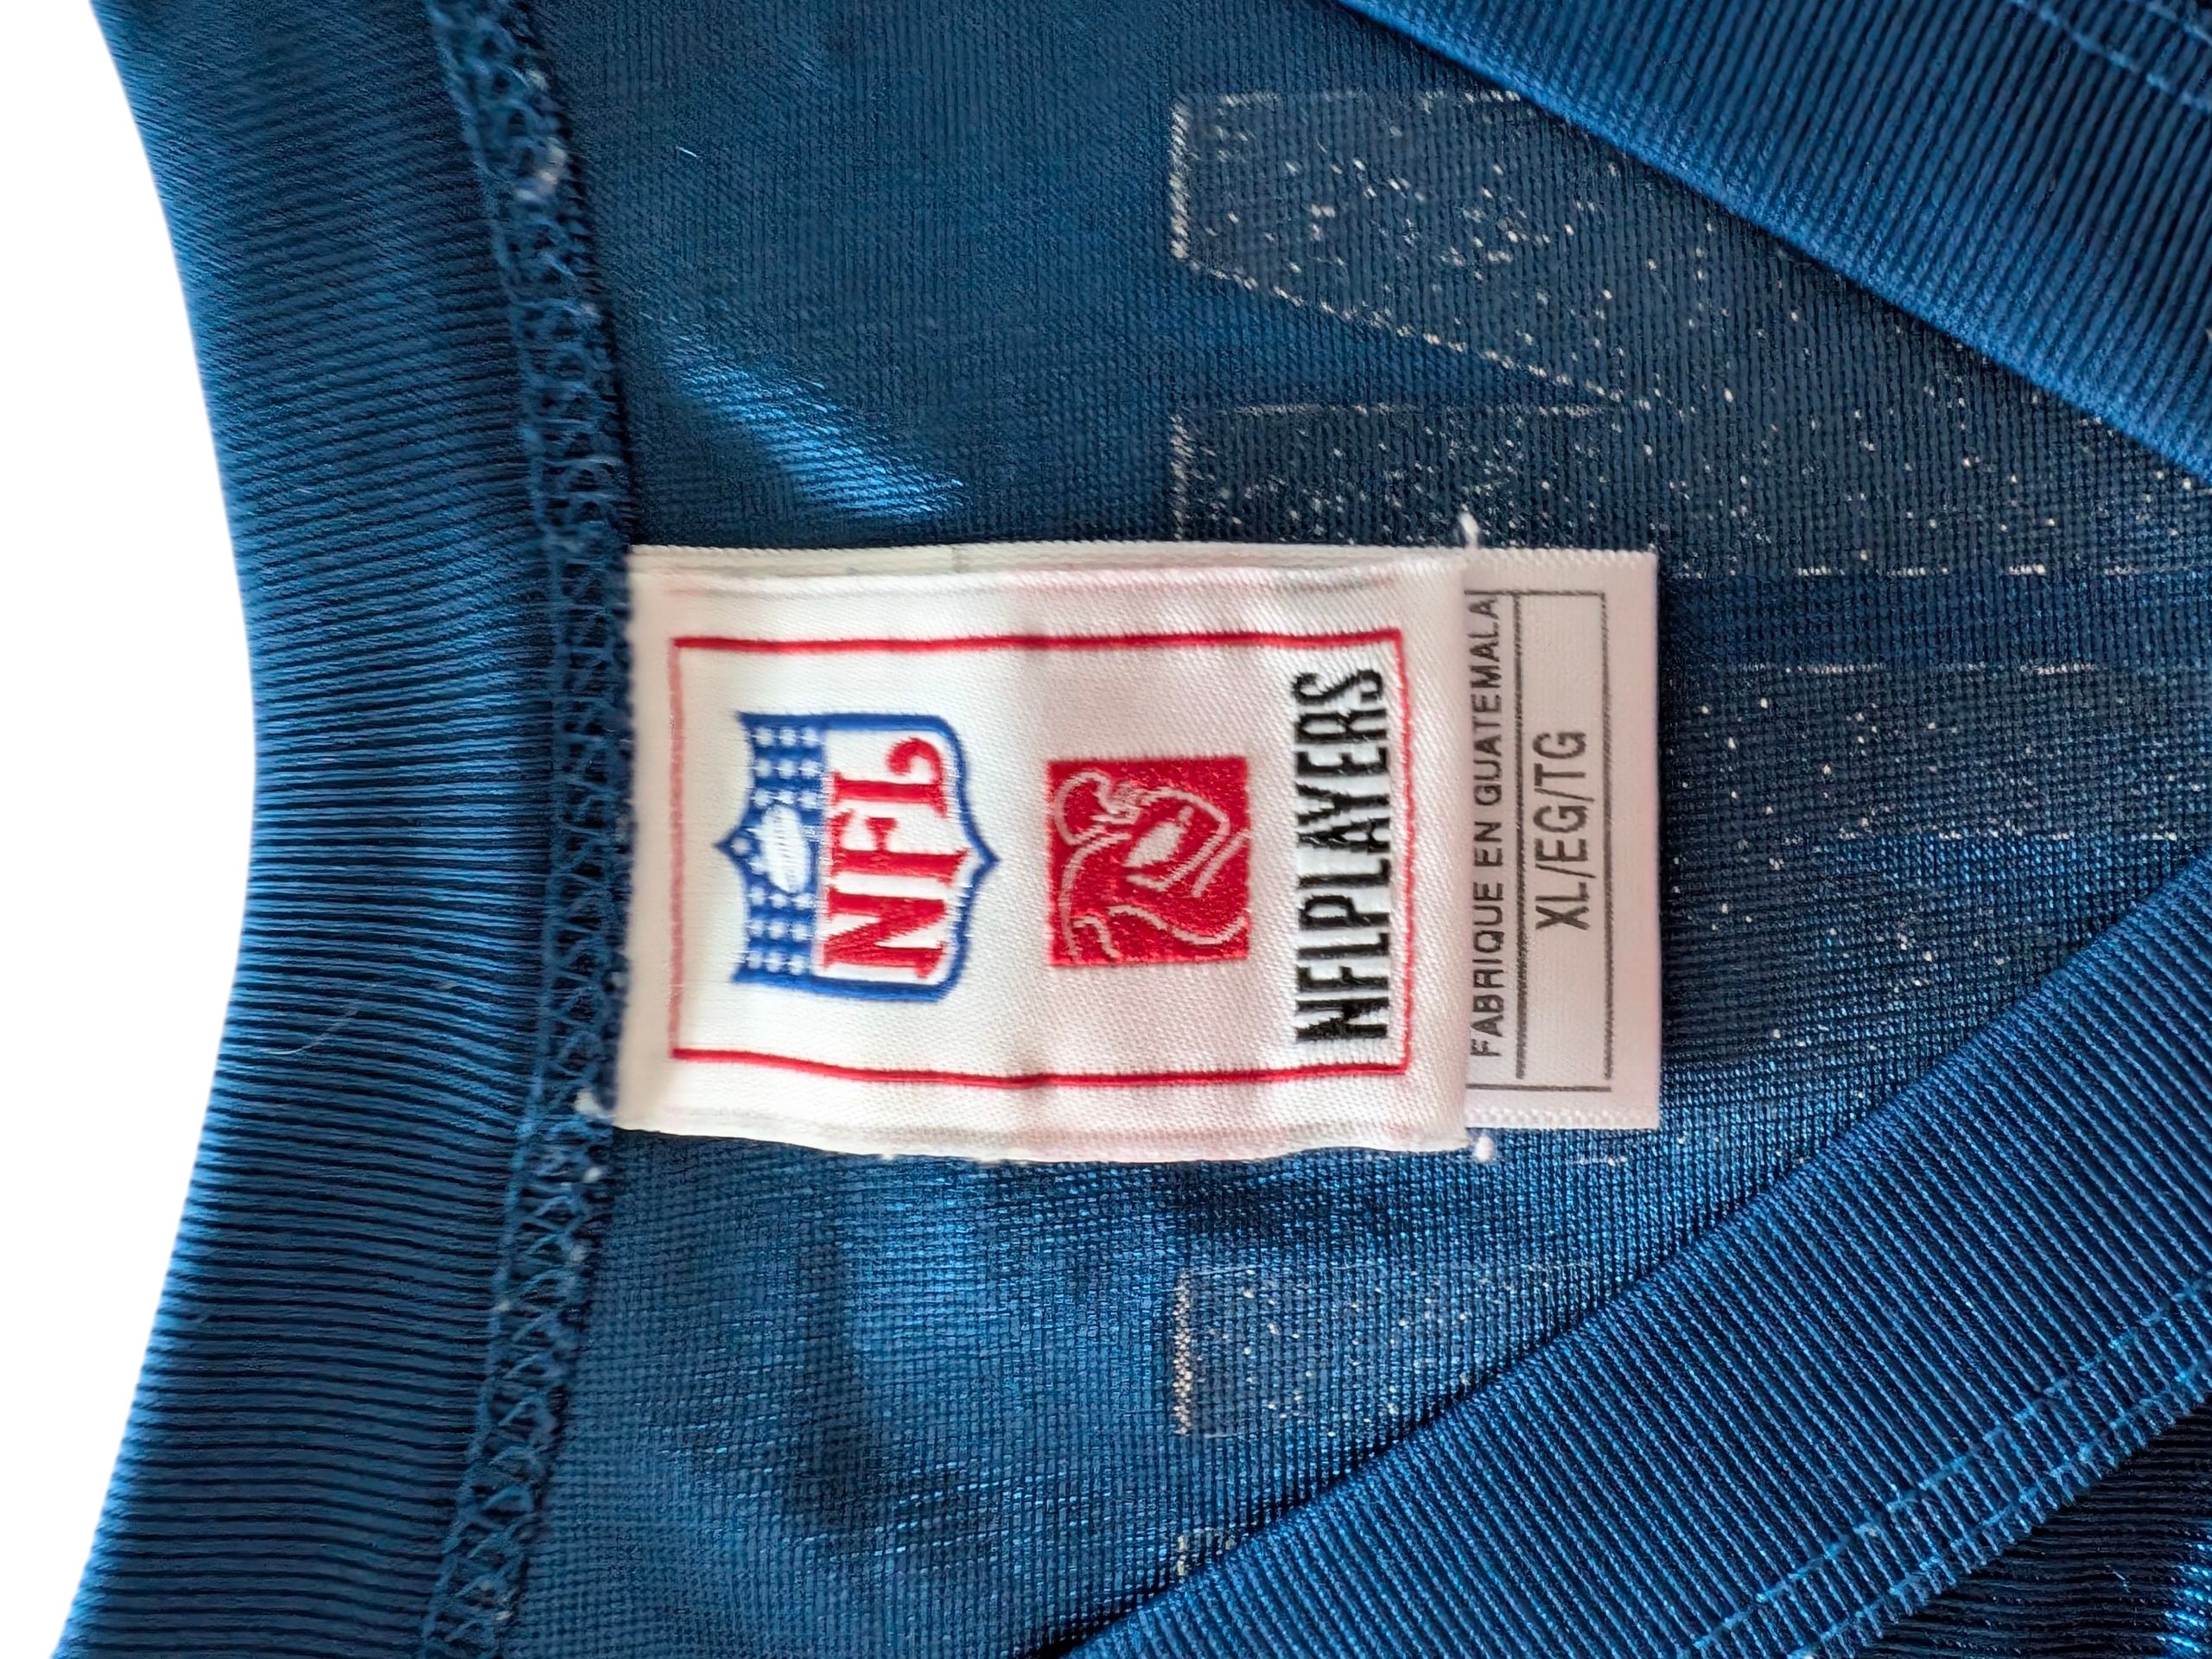 NFL
NFLPLAYERS
FABRIQUE EN GUATEMALA
XL/EG/TG